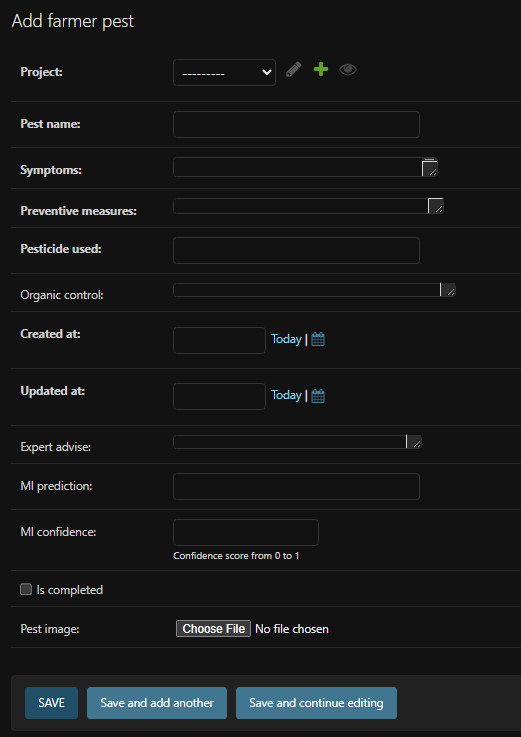 Add farmer pest
Project:
---------
Pest name:
Symptoms:
Preventive measures:
Pesticide used:
Organic control:
Created at:
Today |
Updated at:
Today |
Expert advise:
Ml prediction:
Ml confidence:
Confidence score from 0 to 1
Is completed
Pest image:
Choose File No file chosen
SAVE
Save and add another
Save and continue editing